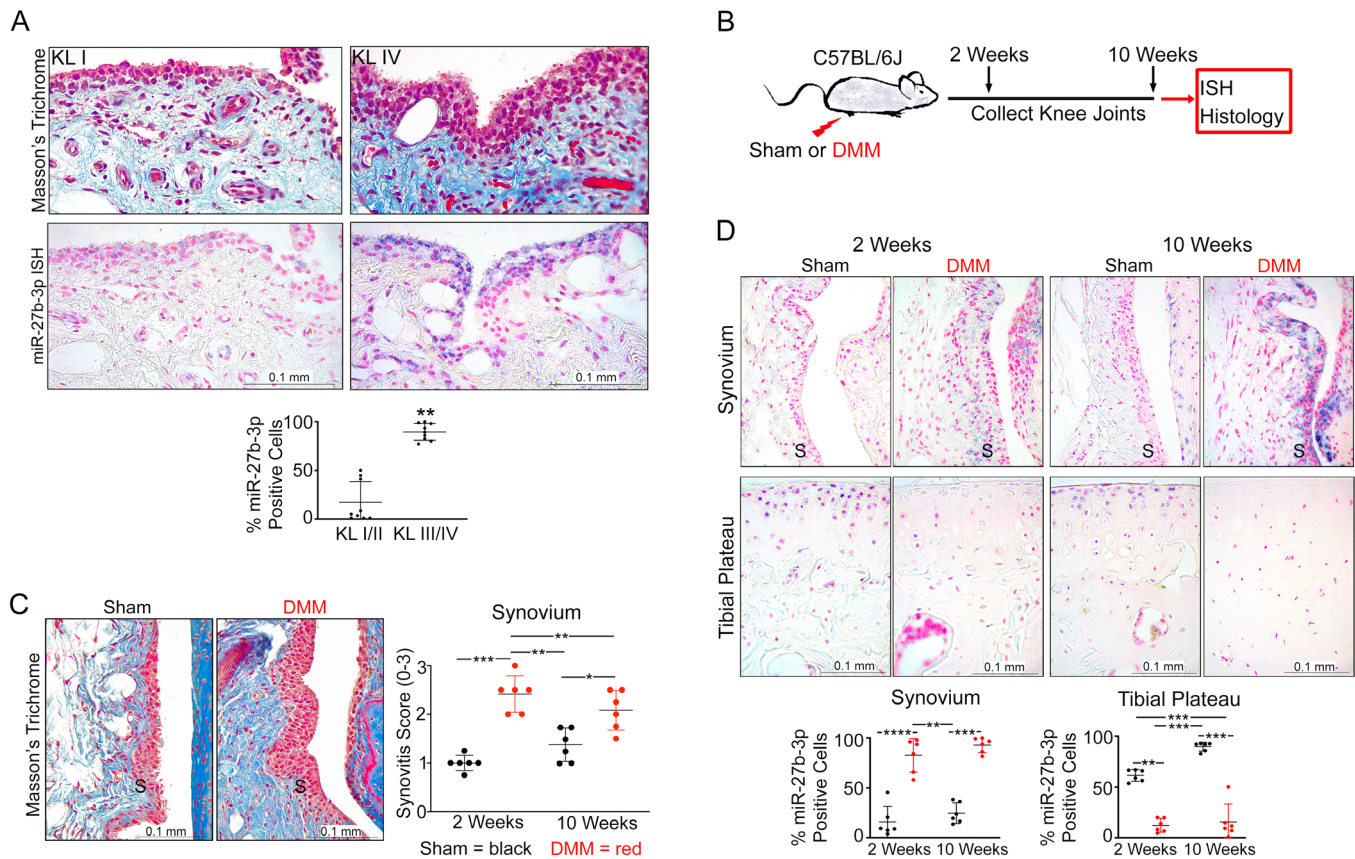 A
Masson's Trichrome
KL I
KL IV
miR-27b-3p ISH
0.1 mm
0.1 mm
% miR-27b-3p
Positive Cells
100
50
0
**
KL I/II
KL III/IV
B
C57BL/6J
2 Weeks
10 Weeks
Collect Knee Joints
ISH
Histology
Sham or DMM
C
Masson's Trichrome
Sham
DMM
S
S
0.1 mm
0.1 mm
Synovium
Synovitis Score (0-3)
3
2
1
0
***
**
**
*
2 Weeks
10 Weeks
Sham = black
DMM = red
D
2 Weeks
10 Weeks
Sham
DMM
Sham
DMM
Synovium
S
S
S
S
Tibial Plateau
0.1 mm
0.1 mm
0.1 mm
0.1 mm
Synovium
% miR-27b-3p
Positive Cells
100
50
0
****
**
***
2 Weeks
10 Weeks
Tibial Plateau
% miR-27b-3p
Positive Cells
100
50
0
***
***
**
***
2 Weeks
10 Weeks